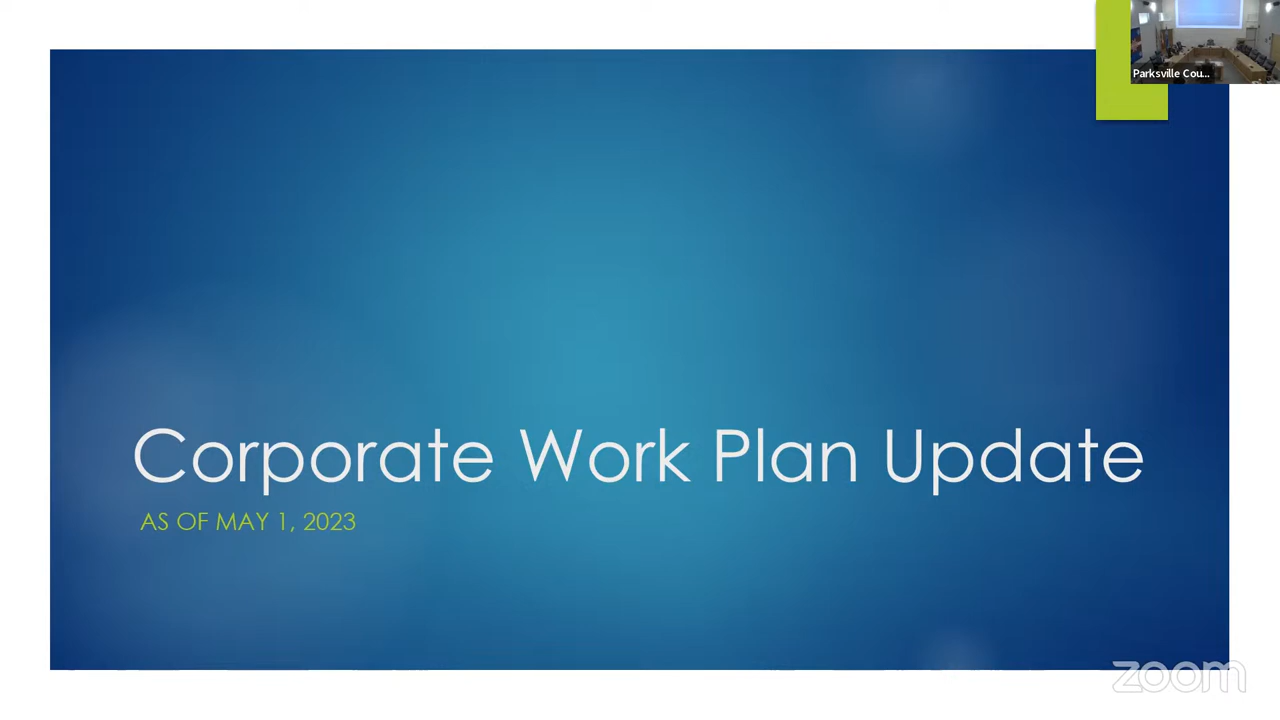 Parksville Cou...
Corporate Work Plan Update
AS OF MAY 1, 2023
zoom